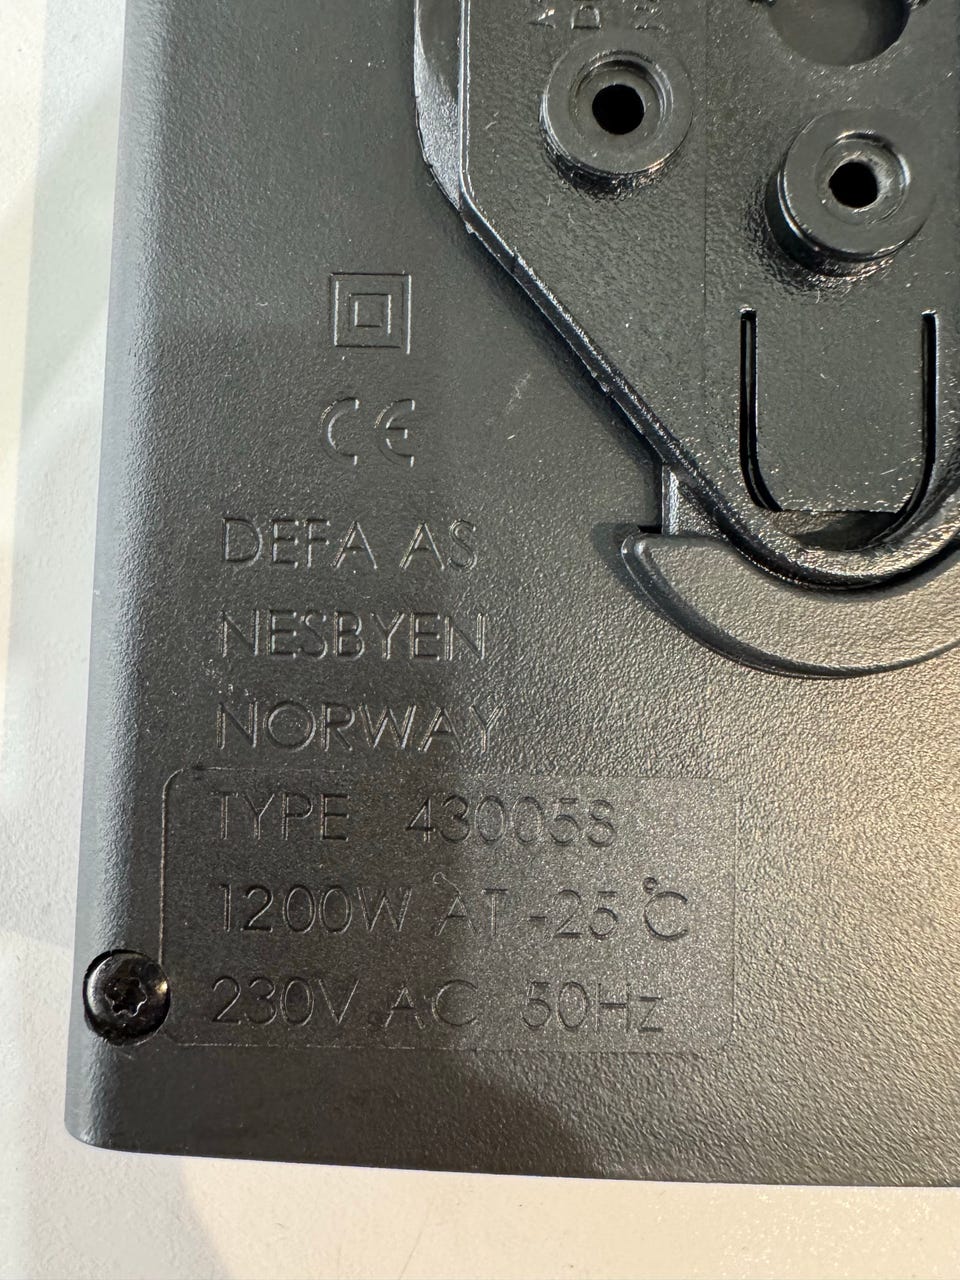 CE
DEFA AS
NESBYEN
NORWAY
TYPE 430058
1200W AT -25°C
230V AC 50Hz